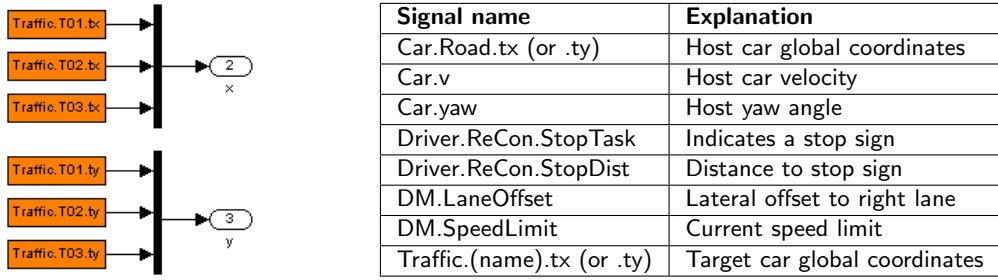 Traffic.T01.tx
Traffic.T02.tx
Traffic.T03.tx
2
x
Traffic.T01.ty
Traffic.T02.ty
Traffic.T03.ty
3
y
Signal name Explanation
Car.Road.tx (or .ty) Host car global coordinates
Car.v Host car velocity
Car.yaw Host yaw angle
Driver.ReCon.StopTask Indicates a stop sign
Driver.ReCon.StopDist Distance to stop sign
DM.LaneOffset Lateral offset to right lane
DM.SpeedLimit Current speed limit
Traffic.(name).tx (or .ty) Target car global coordinates